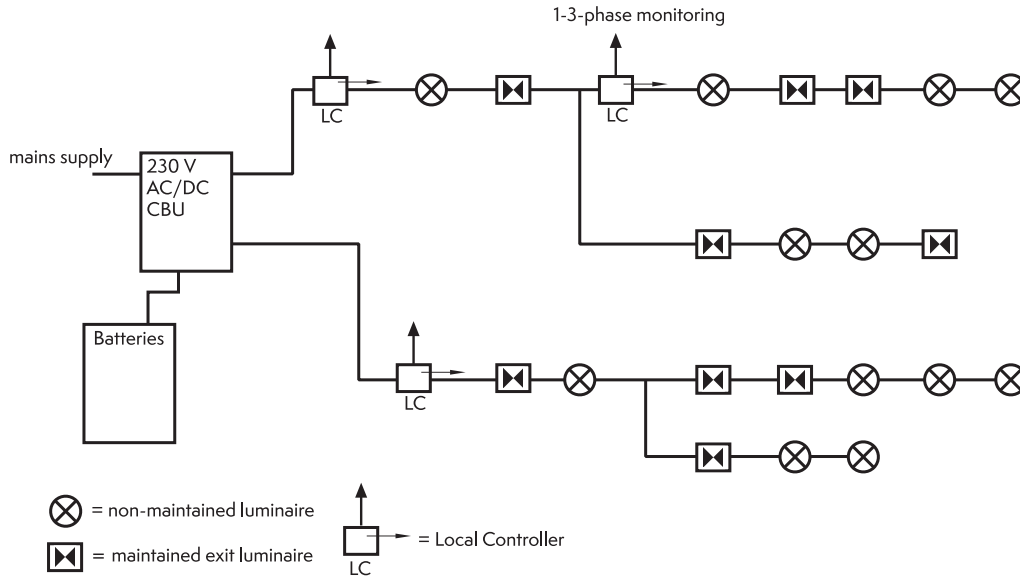 1-3-phase monitoring
LC
LC
mains supply
230 V
AC/DC
CBU
Batteries
LC
= non-maintained luminaire
= maintained exit luminaire
= Local Controller
LC